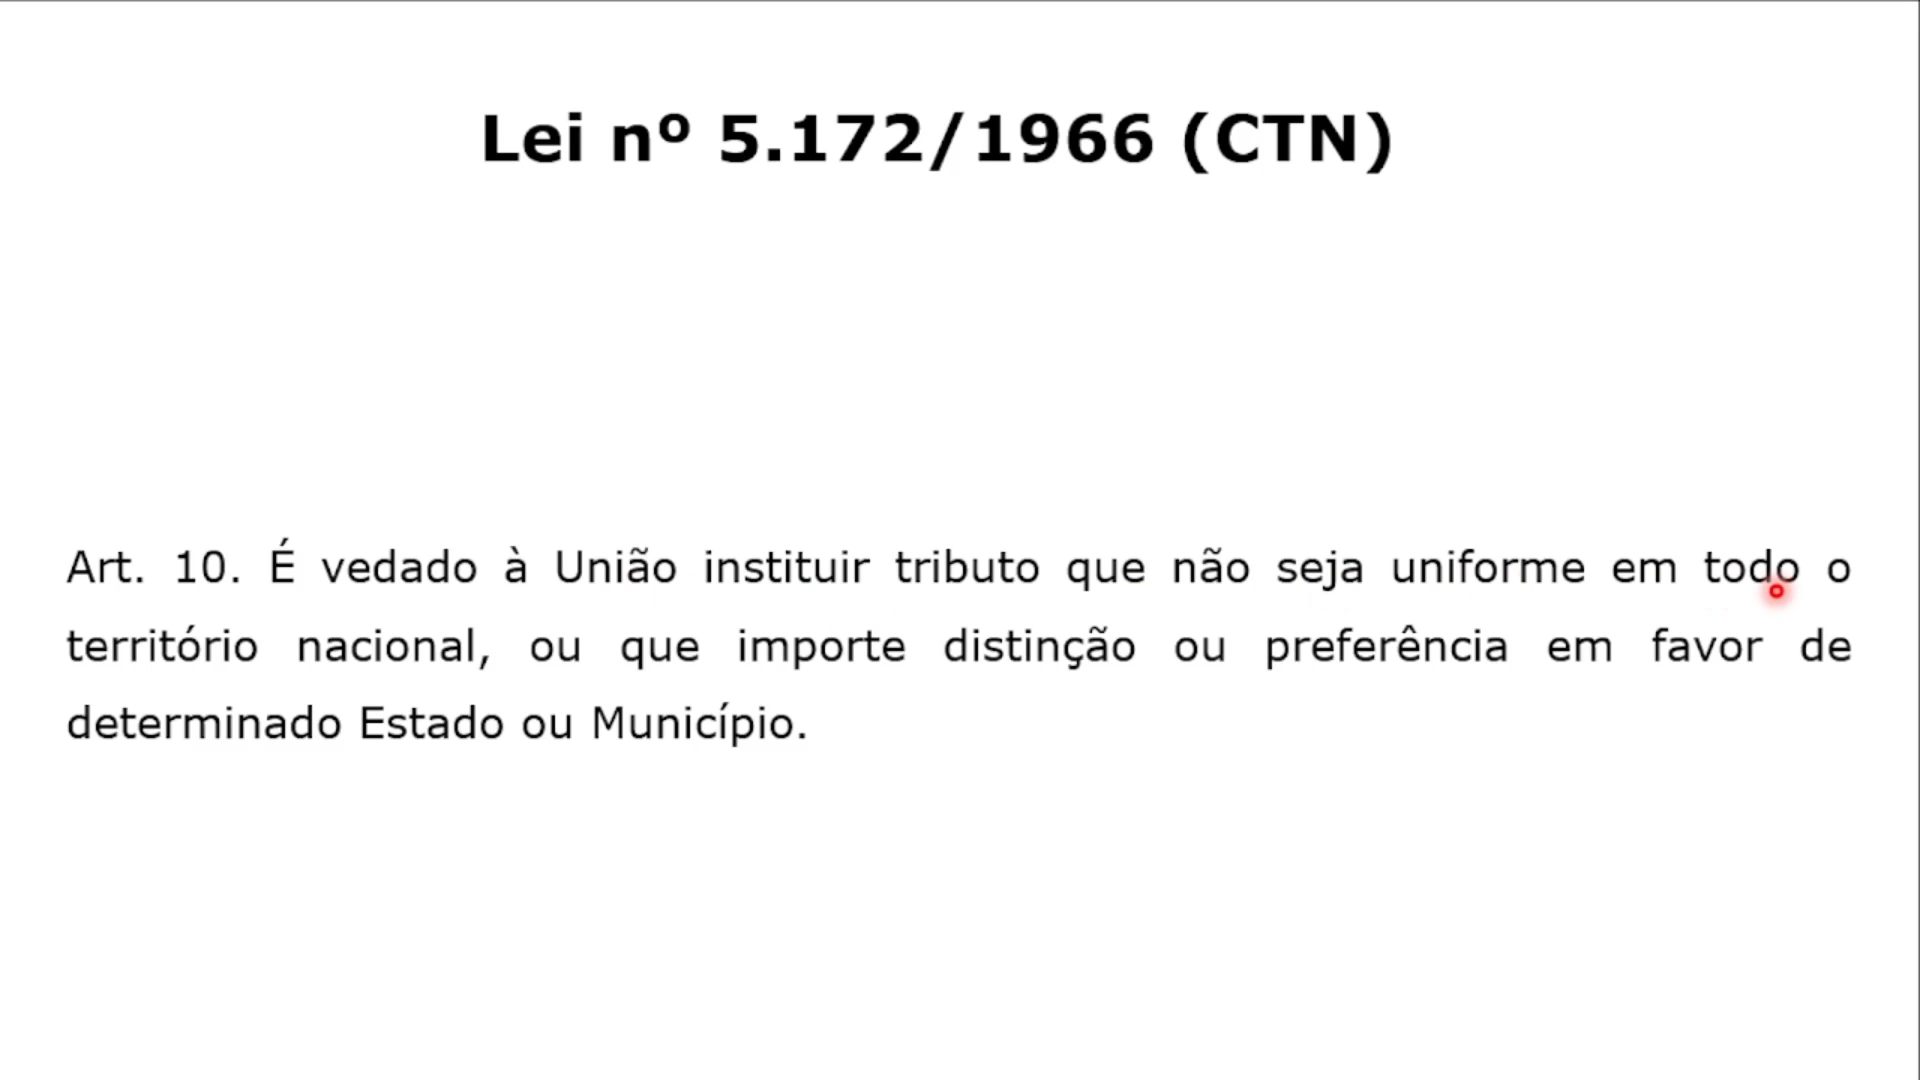 Lei nº 5.172/1966 (CTN)
Art. 10. É vedado à União instituir tributo que não seja uniforme em todo o
território nacional, ou que importe distinção ou preferência em favor de
determinado Estado ou Município.